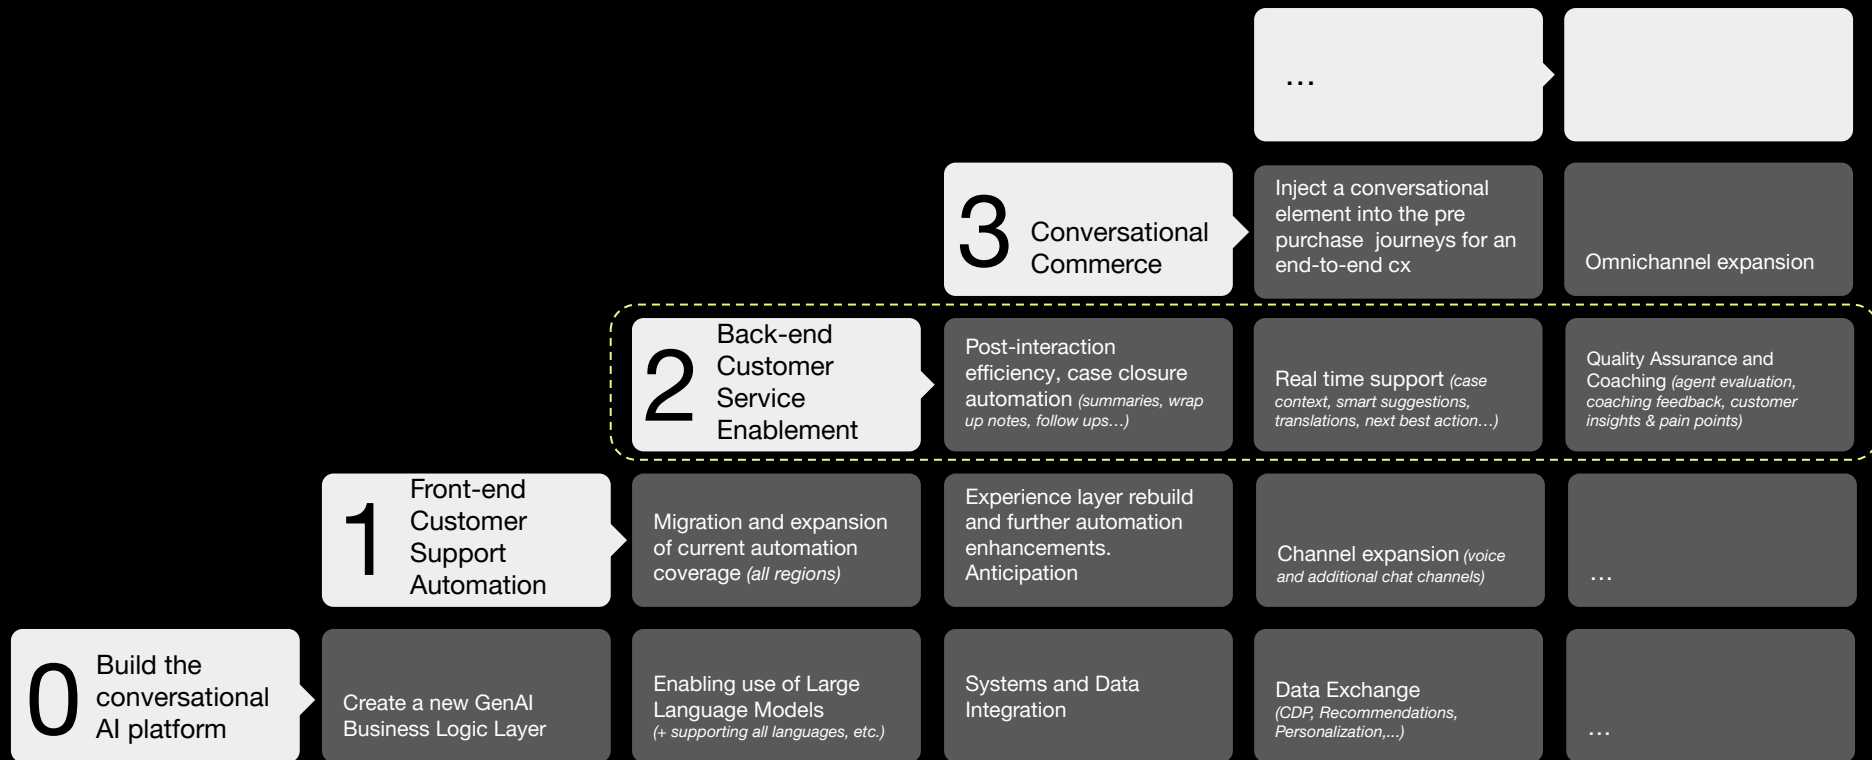 ...
3
Conversational
Commerce
Inject a conversational
element into the pre
purchase journeys for an
end-to-end cx
Omnichannel expansion
2
Back-end
Customer
Service
Enablement
Post-interaction
efficiency, case closure
automation (summaries, wrap
up notes, follow ups...)
Real time support (case
context, smart suggestions,
translations, next best action...)
Quality Assurance and
Coaching (agent evaluation,
coaching feedback, customer
insights & pain points)
1
Front-end
Customer
Support
Automation
Migration and expansion
of current automation
coverage (all regions)
Experience layer rebuild
and further automation
enhancements.
Anticipation
Channel expansion (voice
and additional chat channels)
...
0
Build the
conversational
AI platform
Create a new GenAI
Business Logic Layer
Enabling use of Large
Language Models
(+ supporting all languages, etc.)
Systems and Data
Integration
Data Exchange
(CDP, Recommendations,
Personalization,...)
...